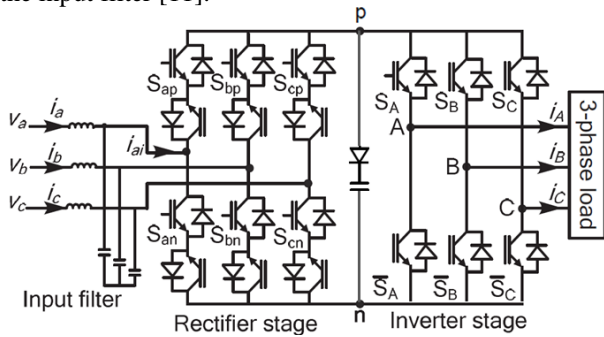 the input filter [11].
p
S_ap S_bp S_cp
S_A S_B S_C
v_a i_a
i_ai
A i_A
v_b i_b
B i_B
v_c i_c
C i_C
3-phase load
S_an S_bn S_cn
S̅_A S̅_B S̅_C
Input filter
n
Rectifier stage
Inverter stage